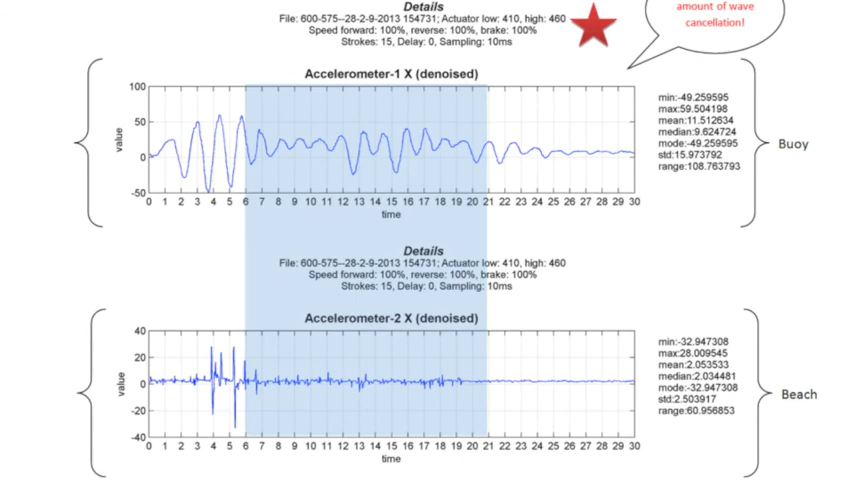 Details
File: 600-575--28-2-9-2013 154731; Actuator low: 410, high: 460
Speed forward: 100%, reverse: 100%, brake: 100%
Strokes: 15, Delay: 0, Sampling: 10ms
amount of wave
cancellation!
Accelerometer-1 X (denoised)
100
50
0
-50
value
0 1 2 3 4 5 6 7 8 9 10 11 12 13 14 15 16 17 18 19 20 21 22 23 24 25 26 27 28 29 30
time
min:-49.259595
max:59.504198
mean:11.512634
median:9.624724
mode:-49.259595
std:15.973792
range:108.763793
Buoy
Details
File: 600-575--28-2-9-2013 154731; Actuator low: 410, high: 460
Speed forward: 100%, reverse: 100%, brake: 100%
Strokes: 15, Delay: 0, Sampling: 10ms
Accelerometer-2 X (denoised)
40
20
0
-20
-40
value
0 1 2 3 4 5 6 7 8 9 10 11 12 13 14 15 16 17 18 19 20 21 22 23 24 25 26 27 28 29 30
time
min:-32.947308
max:28.009545
mean:2.053533
median:2.034481
mode:-32.947308
std:2.503917
range:60.956853
Beach